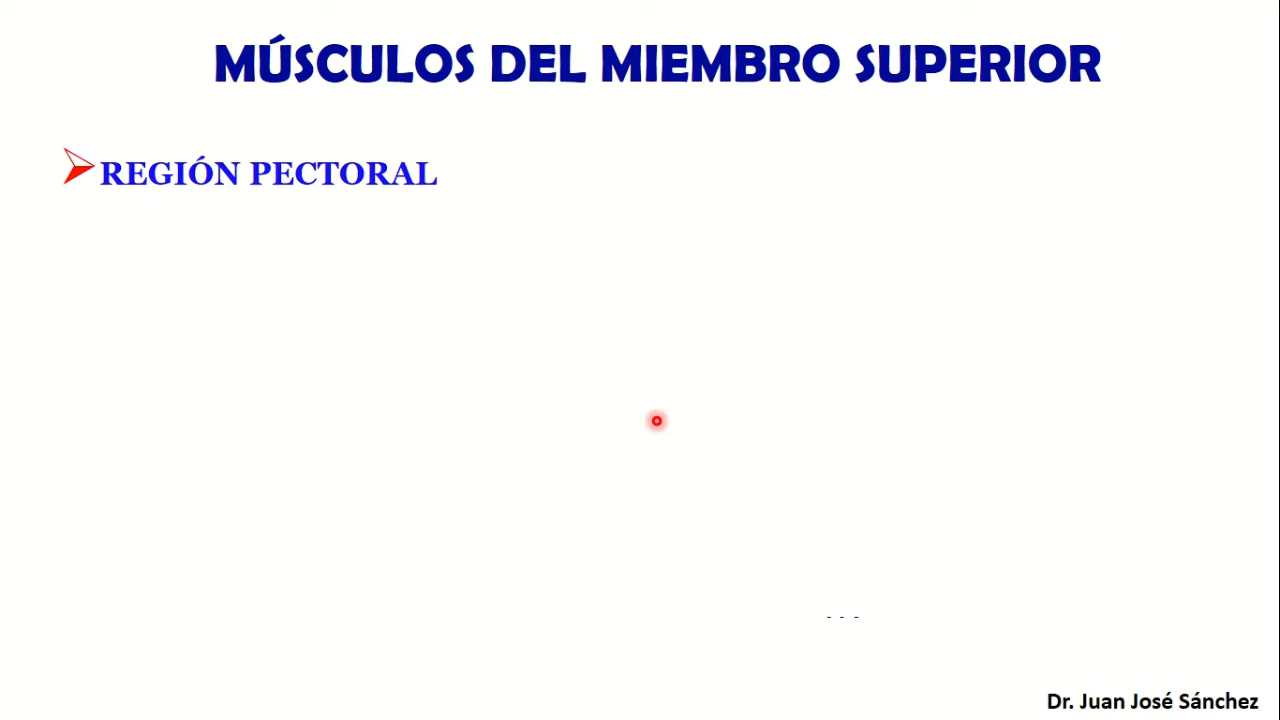 MÚSCULOS DEL MIEMBRO SUPERIOR
REGIÓN PECTORAL
- - -
Dr. Juan José Sánchez